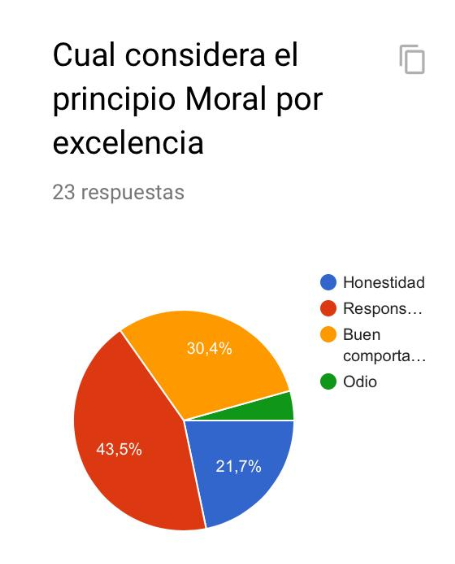 Cual considera el
principio Moral por
excelencia
23 respuestas
Honestidad
Respons…
Buen
comporta…
Odio
30,4%
43,5%
21,7%